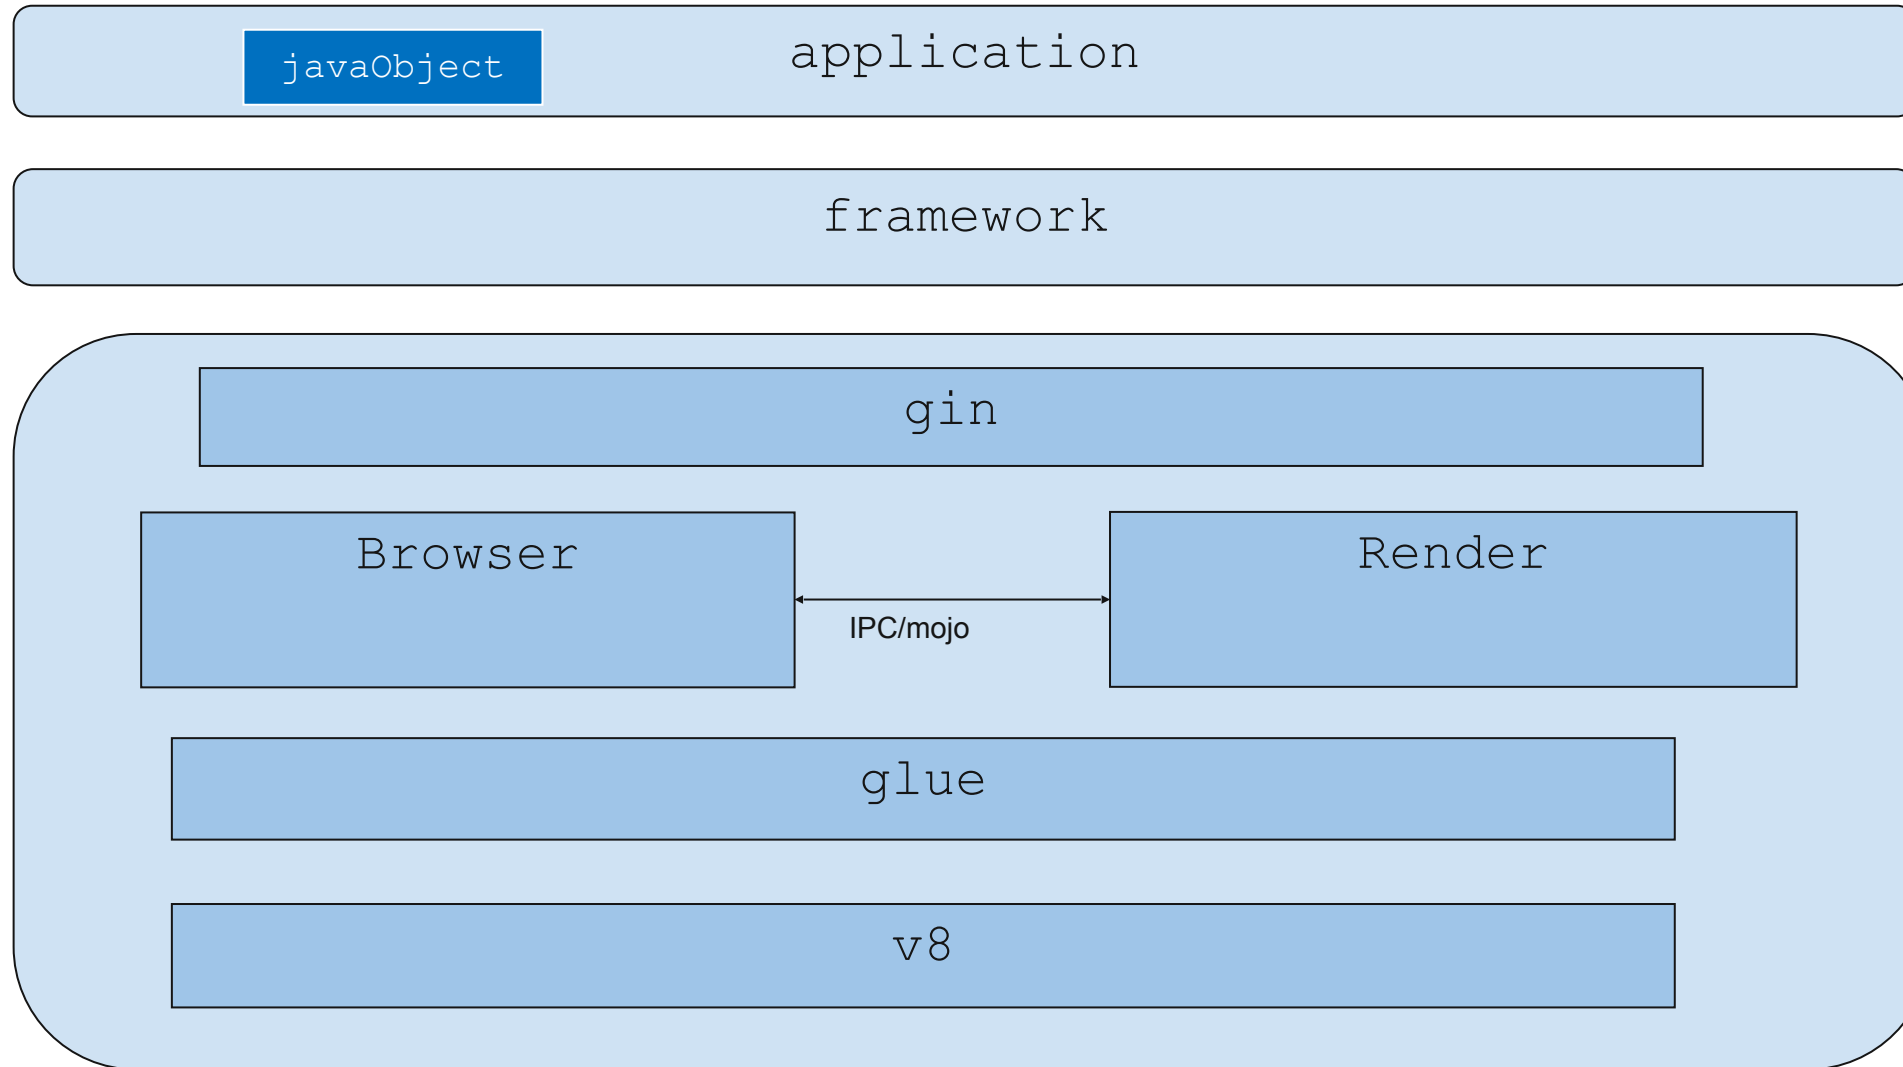 javaObject
application
framework
gin
Browser
Render
IPC/mojo
glue
v8